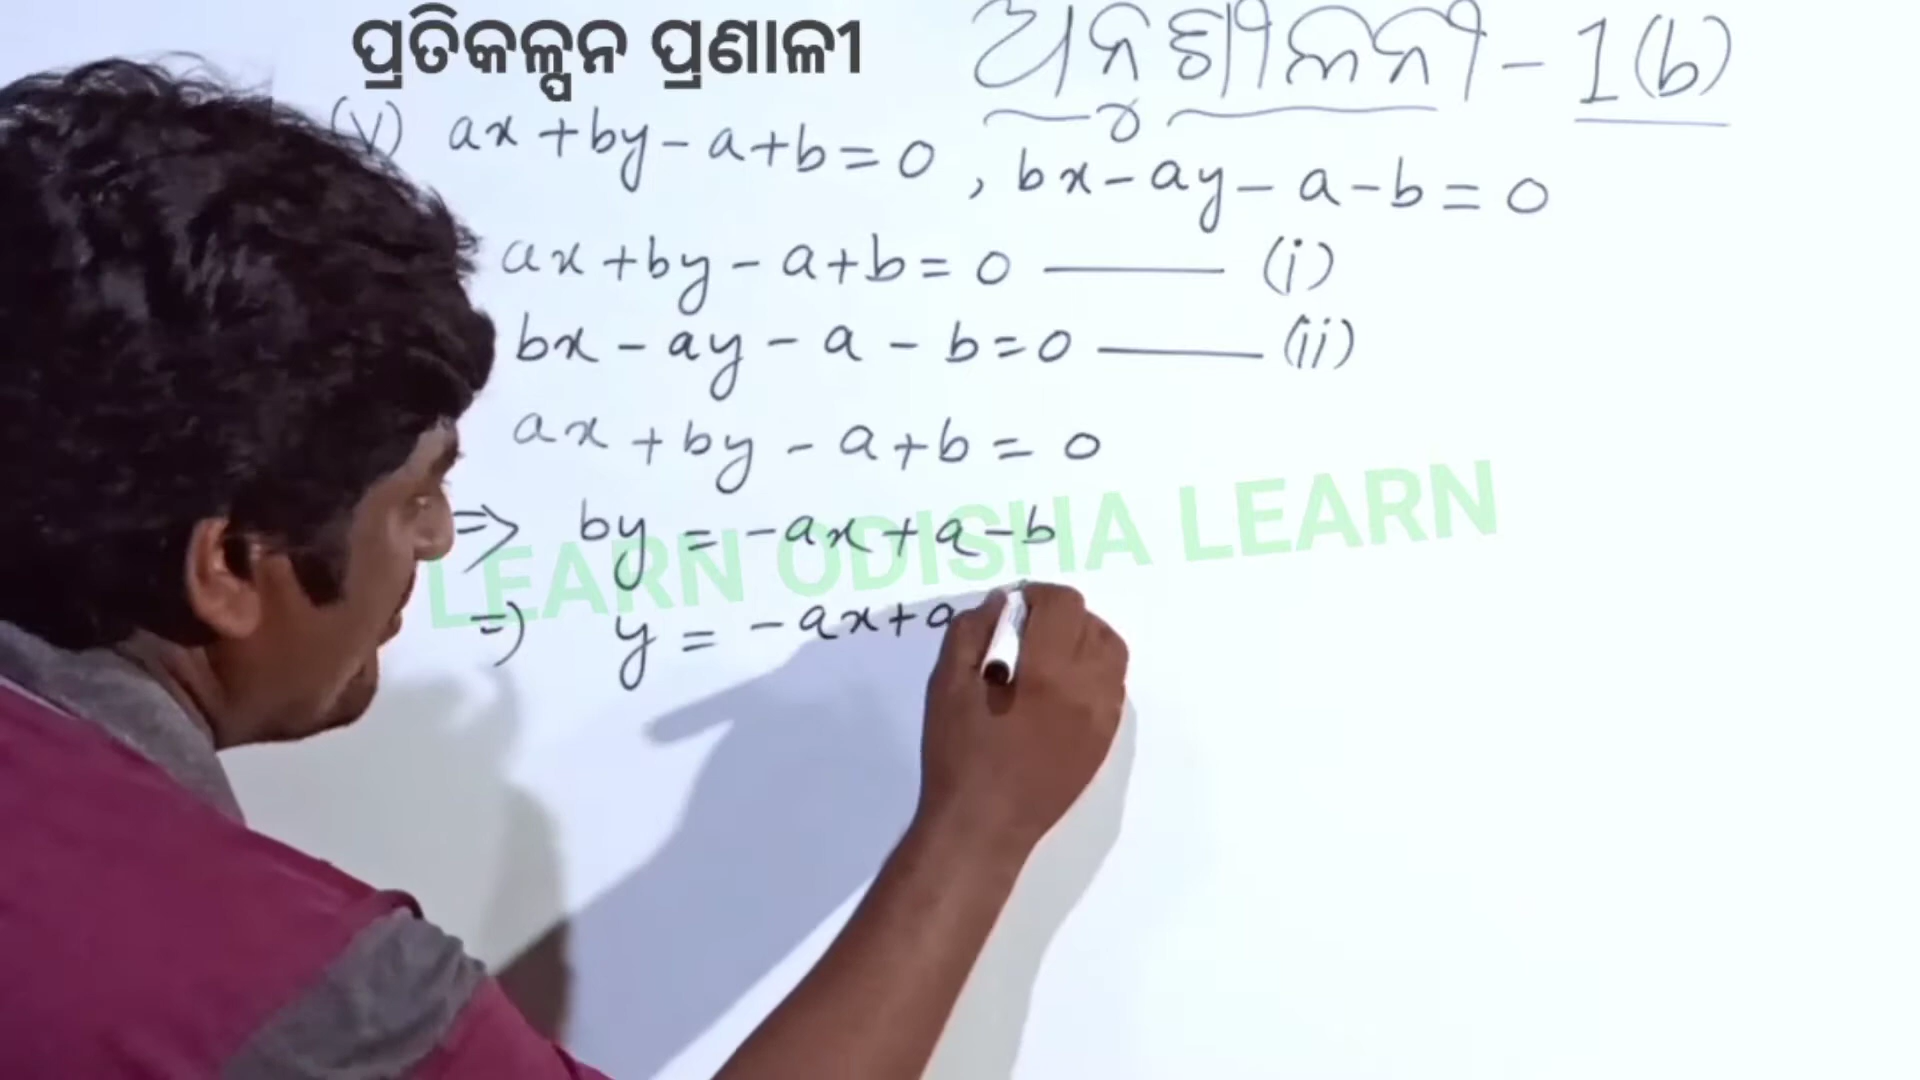 ପ୍ରତିକଳ୍ପନ ପ୍ରଣାଳୀ
ଅନୁଶୀଳନୀ - 1(b)
(v) ax + by - a + b = 0 , bx - ay - a - b = 0
ax + by - a + b = 0 ——— (i)
bx - ay - a - b = 0 ——— (ii)
ax + by - a + b = 0
=> by = -ax + a - b
=> y = -ax + a
LEARN ODISHA LEARN